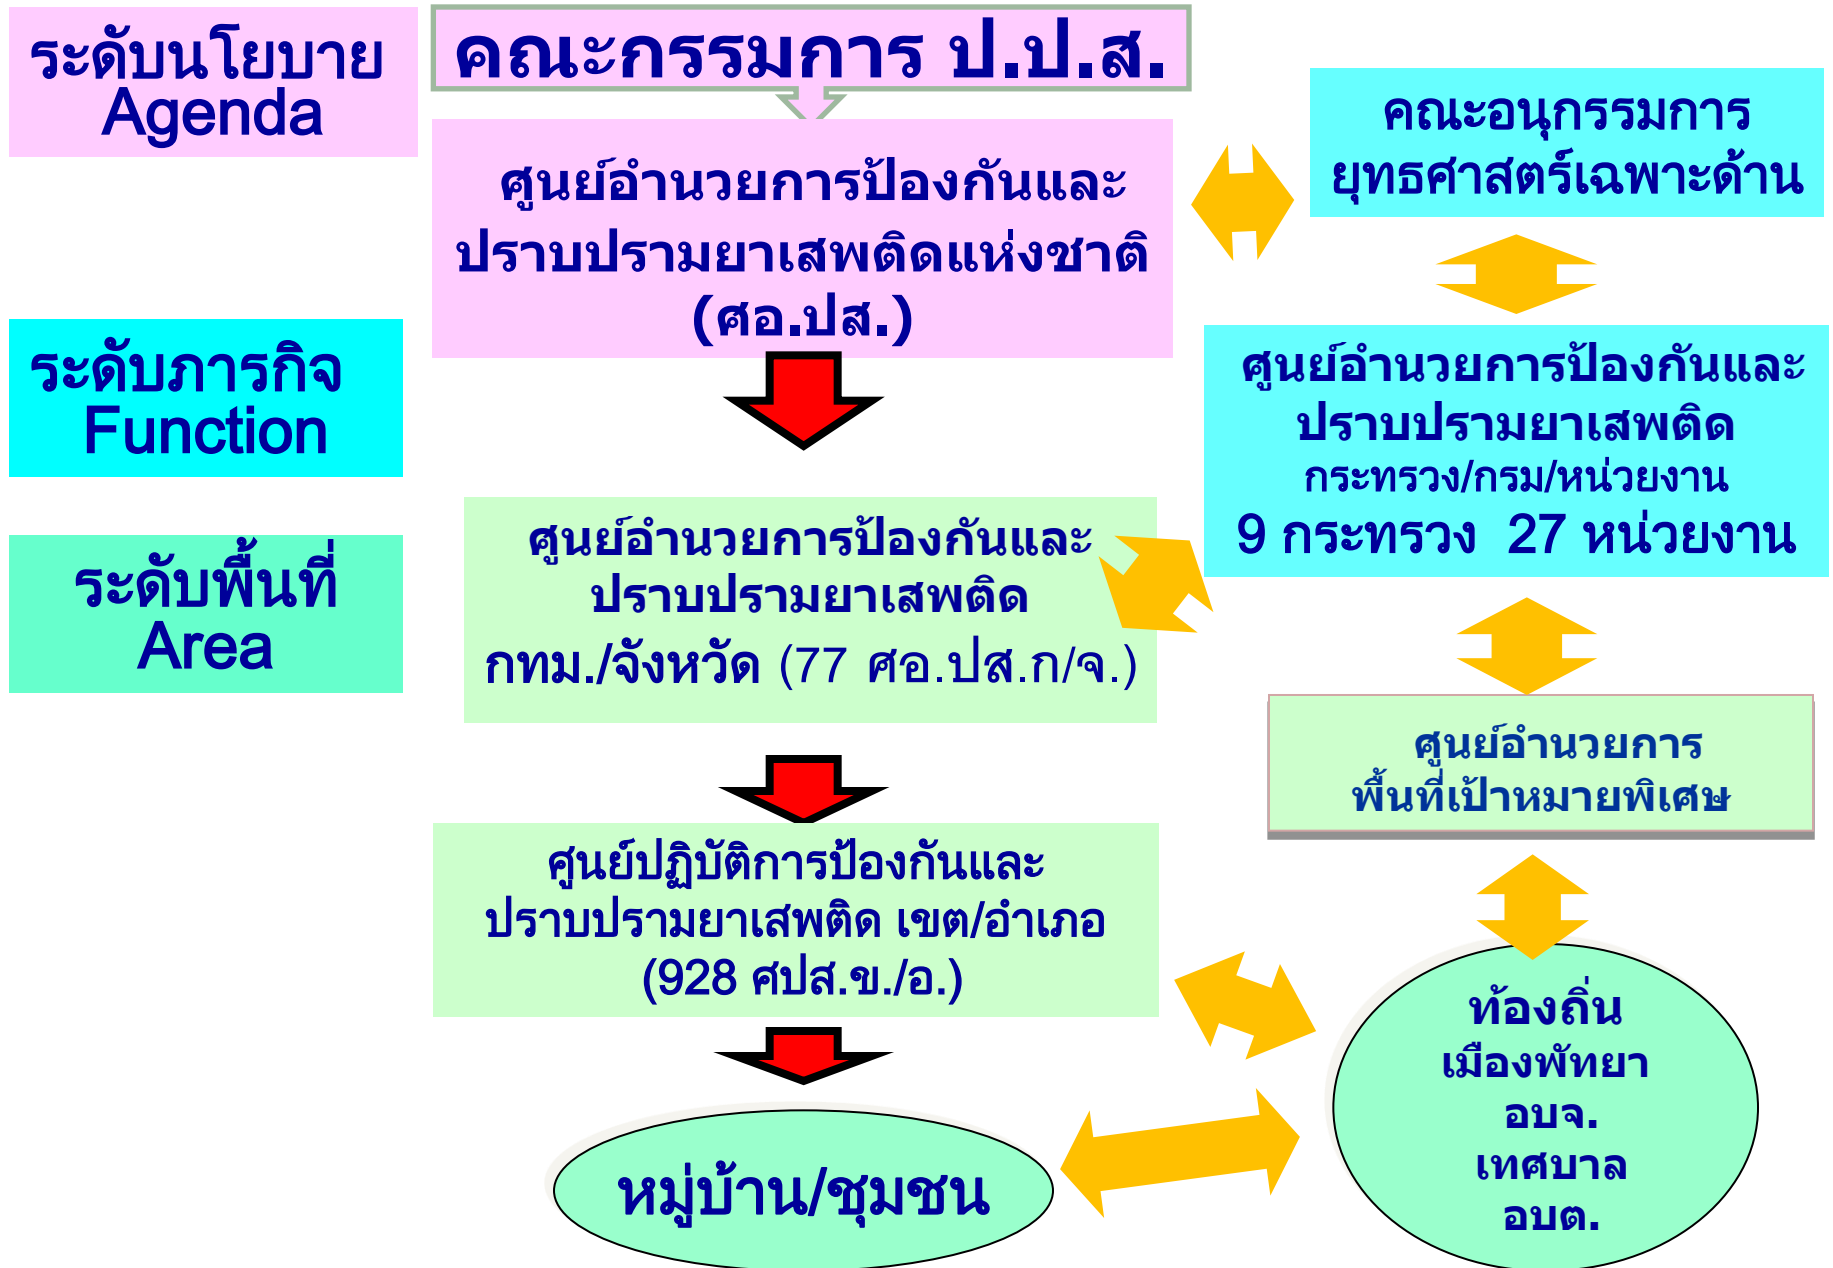 ระดับนโยบาย
Agenda
คณะกรรมการ ป.ป.ส.
ศูนย์อำนวยการป้องกันและ
ปราบปรามยาเสพติดแห่งชาติ
(ศอ.ปส.)
คณะอนุกรรมการ
ยุทธศาสตร์เฉพาะด้าน
ระดับภารกิจ
Function
ศูนย์อำนวยการป้องกันและ
ปราบปรามยาเสพติด
กระทรวง/กรม/หน่วยงาน
9 กระทรวง 27 หน่วยงาน
ระดับพื้นที่
Area
ศูนย์อำนวยการป้องกันและ
ปราบปรามยาเสพติด
กทม./จังหวัด (77 ศอ.ปส.ก/จ.)
ศูนย์อำนวยการ
พื้นที่เป้าหมายพิเศษ
ศูนย์ปฏิบัติการป้องกันและ
ปราบปรามยาเสพติด เขต/อำเภอ
(928 ศปส.ข./อ.)
ท้องถิ่น
เมืองพัทยา
อบจ.
เทศบาล
อบต.
หมู่บ้าน/ชุมชน